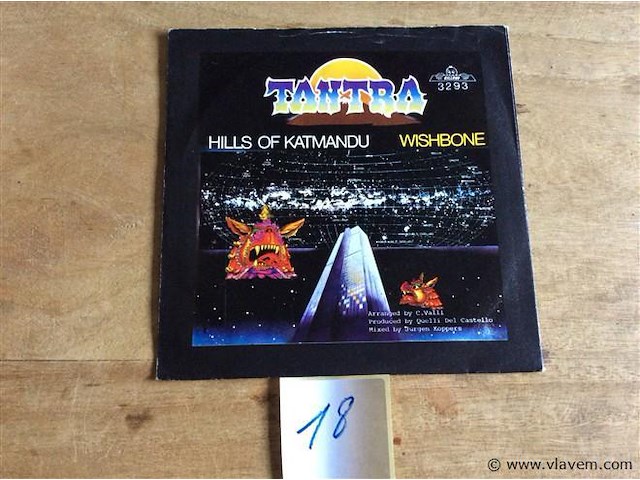 TANTRA
KILLROY
3293
HILLS OF KATMANDU WISHBONE
Arranged by C.Valli
Produced by Quelli Del Castello
Mixed by Jurgen Koppers
18
© www.vlavem.com